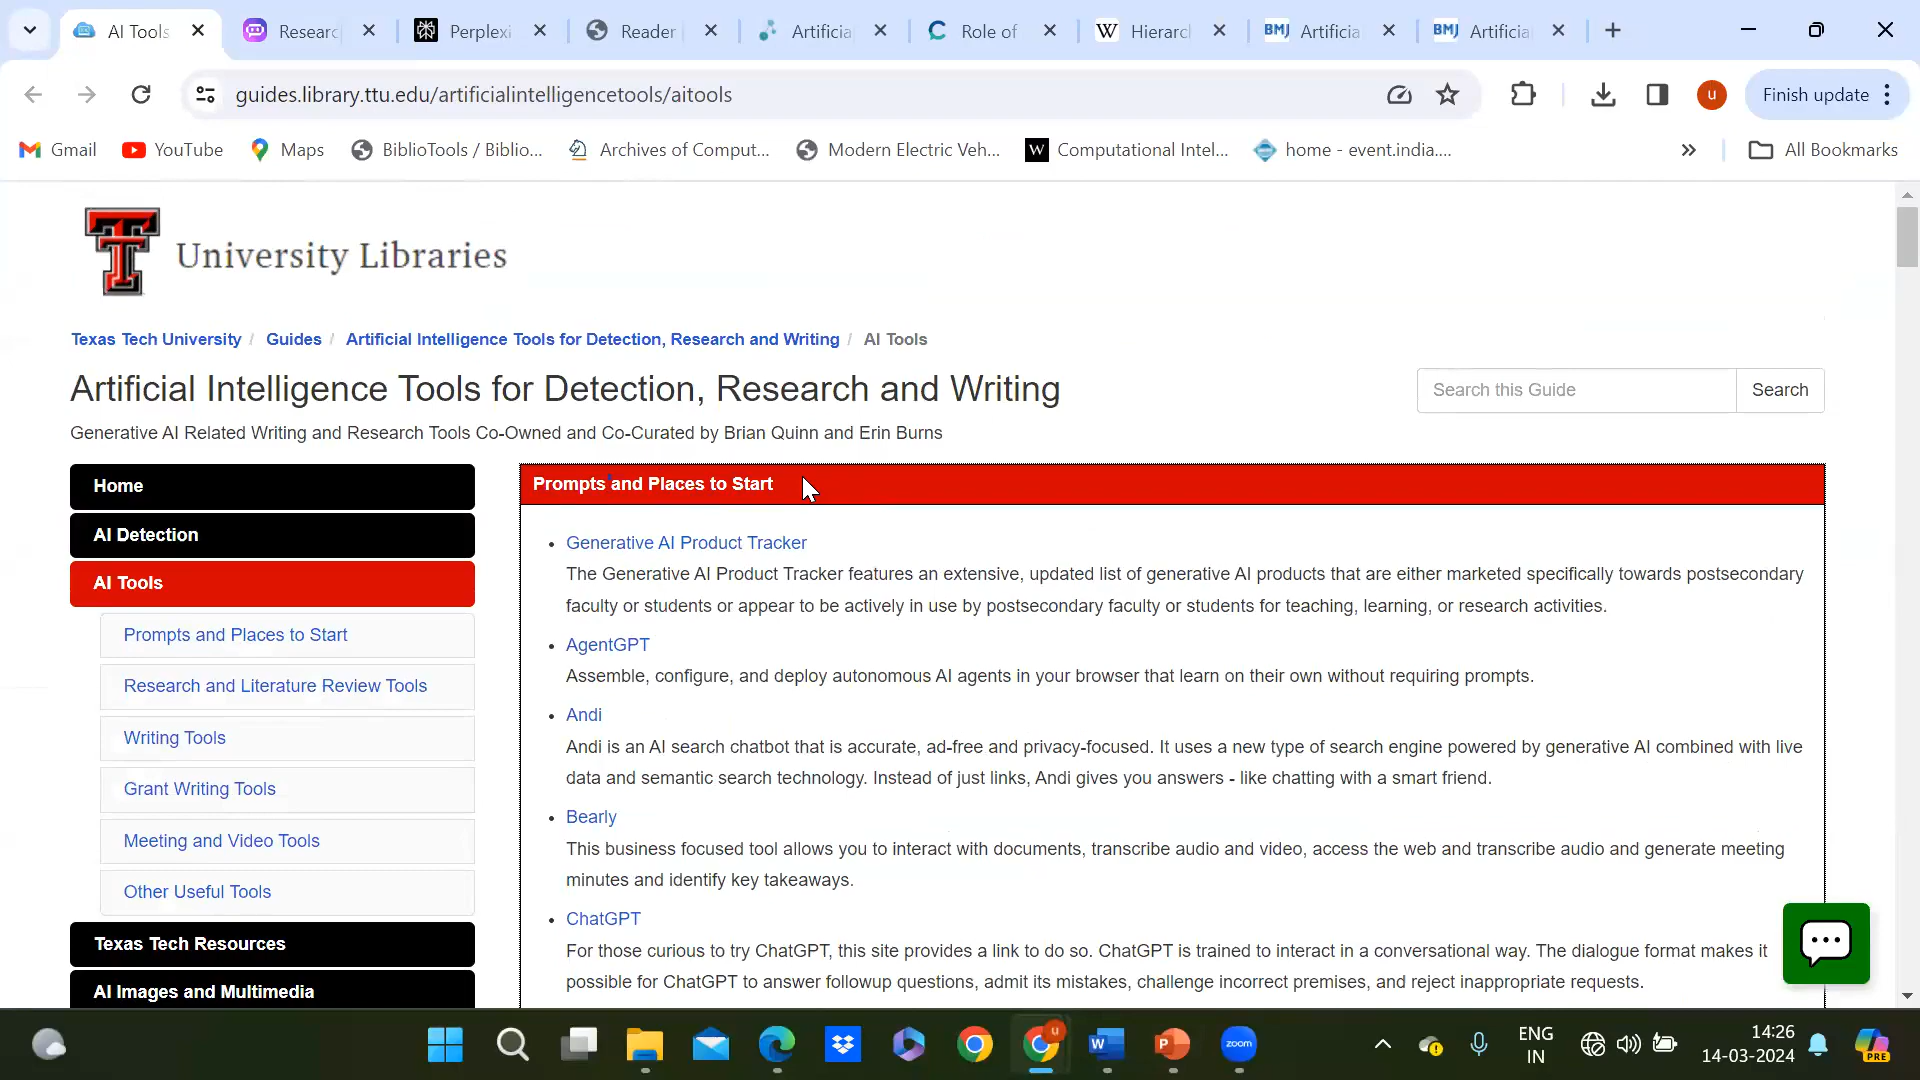 AI Tools
Researc
Perplexi
Reader
Artificia
Role of
W
Hierarc
BMJ
Artificia
BMJ
Artificia
guides.library.ttu.edu/artificialintelligencetools/aitools
u
Finish update
Gmail
YouTube
Maps
BiblioTools / Biblio...
Archives of Comput...
Modern Electric Veh...
W
Computational Intel...
home - event.india....
All Bookmarks
University Libraries
Texas Tech University / Guides / Artificial Intelligence Tools for Detection, Research and Writing / AI Tools
Artificial Intelligence Tools for Detection, Research and Writing
Search this Guide
Search
Generative AI Related Writing and Research Tools Co-Owned and Co-Curated by Brian Quinn and Erin Burns
Home
AI Detection
AI Tools
Prompts and Places to Start
Research and Literature Review Tools
Writing Tools
Grant Writing Tools
Meeting and Video Tools
Other Useful Tools
Texas Tech Resources
AI Images and Multimedia
Prompts and Places to Start
• Generative AI Product Tracker
The Generative AI Product Tracker features an extensive, updated list of generative AI products that are either marketed specifically towards postsecondary
faculty or students or appear to be actively in use by postsecondary faculty or students for teaching, learning, or research activities.
• AgentGPT
Assemble, configure, and deploy autonomous AI agents in your browser that learn on their own without requiring prompts.
• Andi
Andi is an AI search chatbot that is accurate, ad-free and privacy-focused. It uses a new type of search engine powered by generative AI combined with live
data and semantic search technology. Instead of just links, Andi gives you answers - like chatting with a smart friend.
• Bearly
This business focused tool allows you to interact with documents, transcribe audio and video, access the web and transcribe audio and generate meeting
minutes and identify key takeaways.
• ChatGPT
For those curious to try ChatGPT, this site provides a link to do so. ChatGPT is trained to interact in a conversational way. The dialogue format makes it
possible for ChatGPT to answer followup questions, admit its mistakes, challenge incorrect premises, and reject inappropriate requests.
u
W
P
zoom
ENG
IN
14:26
14-03-2024
PRE